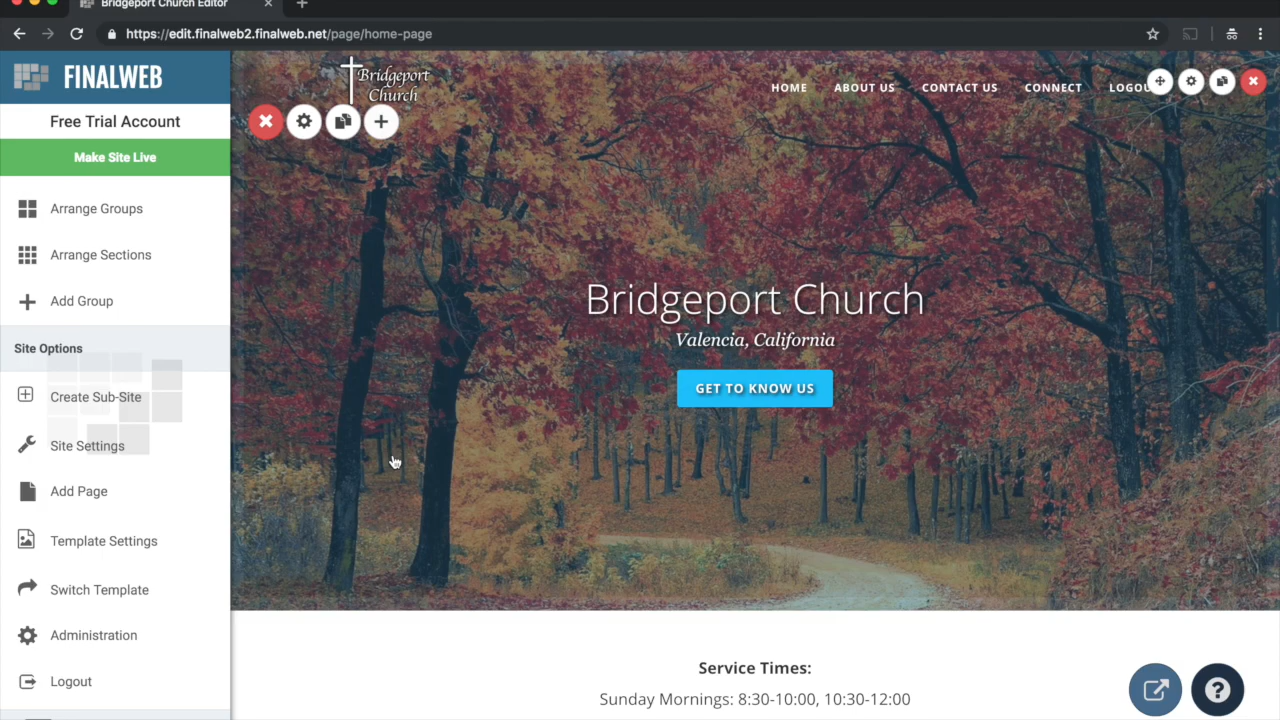 Bridgeport Church Editor
https://edit.finalweb2.finalweb.net/page/home-page
FINALWEB
Free Trial Account
Make Site Live
Arrange Groups
Arrange Sections
Add Group
Site Options
Create Sub-Site
Site Settings
Add Page
Template Settings
Switch Template
Administration
Logout
Bridgeport
Church
HOME ABOUT US CONTACT US CONNECT
Bridgeport Church
Valencia, California
GET TO KNOW US
Service Times:
Sunday Mornings: 8:30-10:00, 10:30-12:00